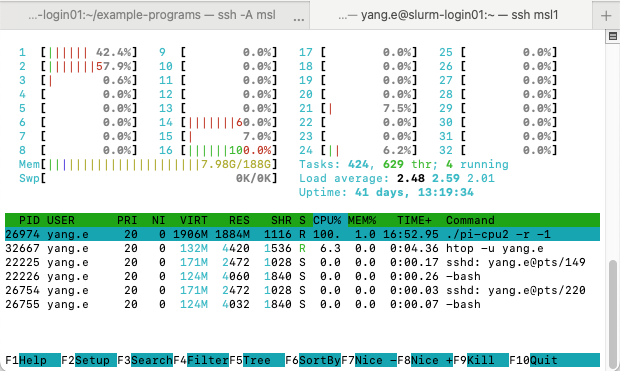 …-login01:~/example-programs — ssh -A msl … …— yang.e@slurm-login01:~ — ssh msl1 +
1 [|||||| 42.4%] 9 [ 0.0%] 17 [ 0.0%] 25 [ 0.0%]
2 [|||||||57.9%] 10 [ 0.0%] 18 [ 0.0%] 26 [ 0.0%]
3 [| 0.6%] 11 [ 0.0%] 19 [ 0.0%] 27 [ 0.0%]
4 [ 0.0%] 12 [ 0.0%] 20 [ 0.0%] 28 [ 0.0%]
5 [ 0.0%] 13 [ 0.0%] 21 [| 7.5%] 29 [ 0.0%]
6 [ 0.0%] 14 [|||||||60.0%] 22 [ 0.0%] 30 [ 0.0%]
7 [ 0.0%] 15 [| 7.0%] 23 [ 0.0%] 31 [ 0.0%]
8 [ 0.0%] 16 [||||||100.0%] 24 [|| 6.2%] 32 [ 0.0%]
Mem[||||||||||||||||||||||7.98G/188G] Tasks: 424, 629 thr; 4 running
Swp[ 0K/0K] Load average: 2.48 2.59 2.01
Uptime: 41 days, 13:19:34
PID USER PRI NI VIRT RES SHR S CPU% MEM% TIME+ Command
26974 yang.e 20 0 1906M 1884M 1116 R 100. 1.0 16:52.95 ./pi-cpu2 -r -1
32667 yang.e 20 0 132M 4420 1536 R 6.3 0.0 0:04.36 htop -u yang.e
22225 yang.e 20 0 171M 2472 1028 S 0.0 0.0 0:00.17 sshd: yang.e@pts/149
22226 yang.e 20 0 124M 4060 1840 S 0.0 0.0 0:00.30 -bash
26754 yang.e 20 0 171M 2472 1028 S 0.0 0.0 0:00.03 sshd: yang.e@pts/220
26755 yang.e 20 0 124M 4032 1840 S 0.0 0.0 0:00.07 -bash
F1Help F2Setup F3SearchF4FilterF5Tree F6SortByF7Nice -F8Nice +F9Kill F10Quit